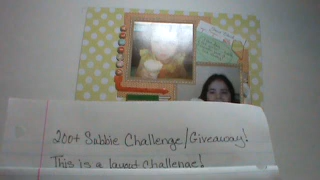 200+ Subbie Challenge/Giveaway!
This is a layout challenge!